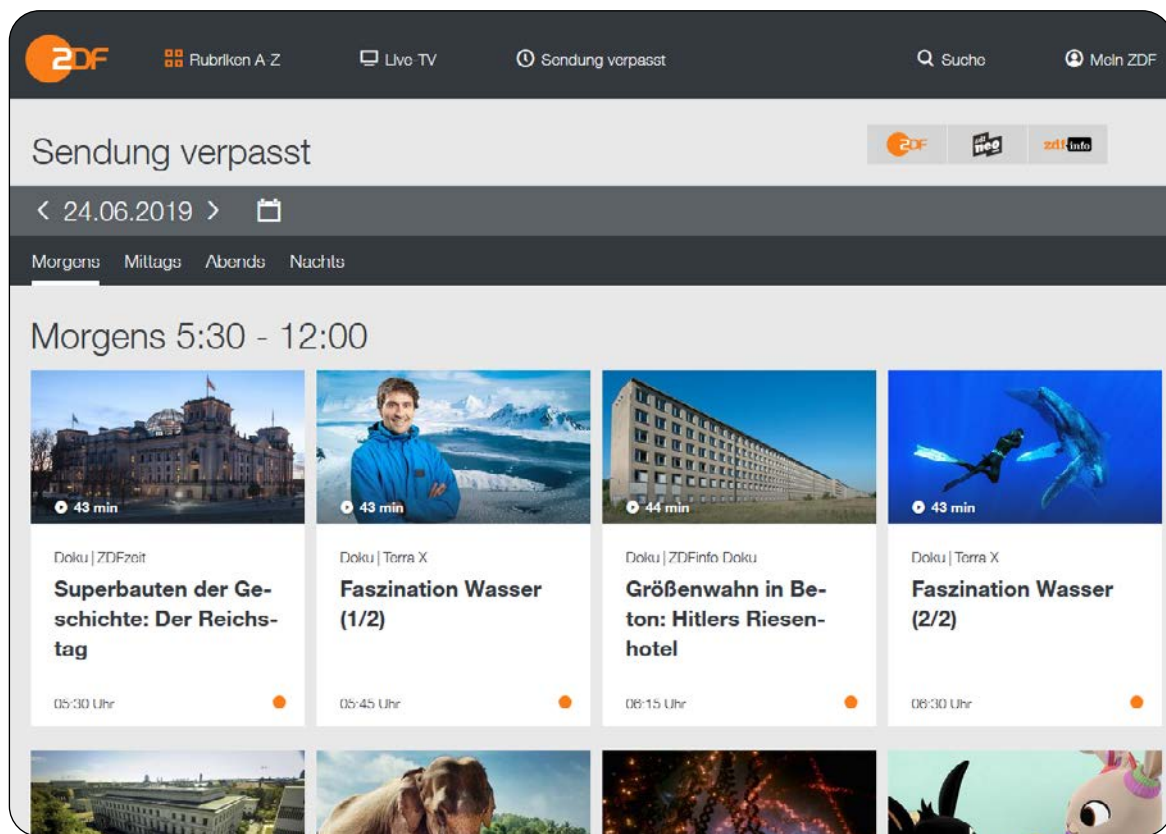 ZDF Rubriken A-Z Live-TV Sendung verpasst Suche Mein ZDF
Sendung verpasst
ZDF zdf neo zdf info
24.06.2019
Morgens Mittags Abends Nachts
Morgens 5:30 - 12:00
43 min
43 min
44 min
43 min
Doku | ZDFzeit
Superbauten der Ge-
schichte: Der Reichs-
tag
05:30 Uhr
Doku | Terra X
Faszination Wasser
(1/2)
05:45 Uhr
Doku | ZDFinfo Doku
Größenwahn in Be-
ton: Hitlers Riesen-
hotel
06:15 Uhr
Doku | Terra X
Faszination Wasser
(2/2)
06:30 Uhr